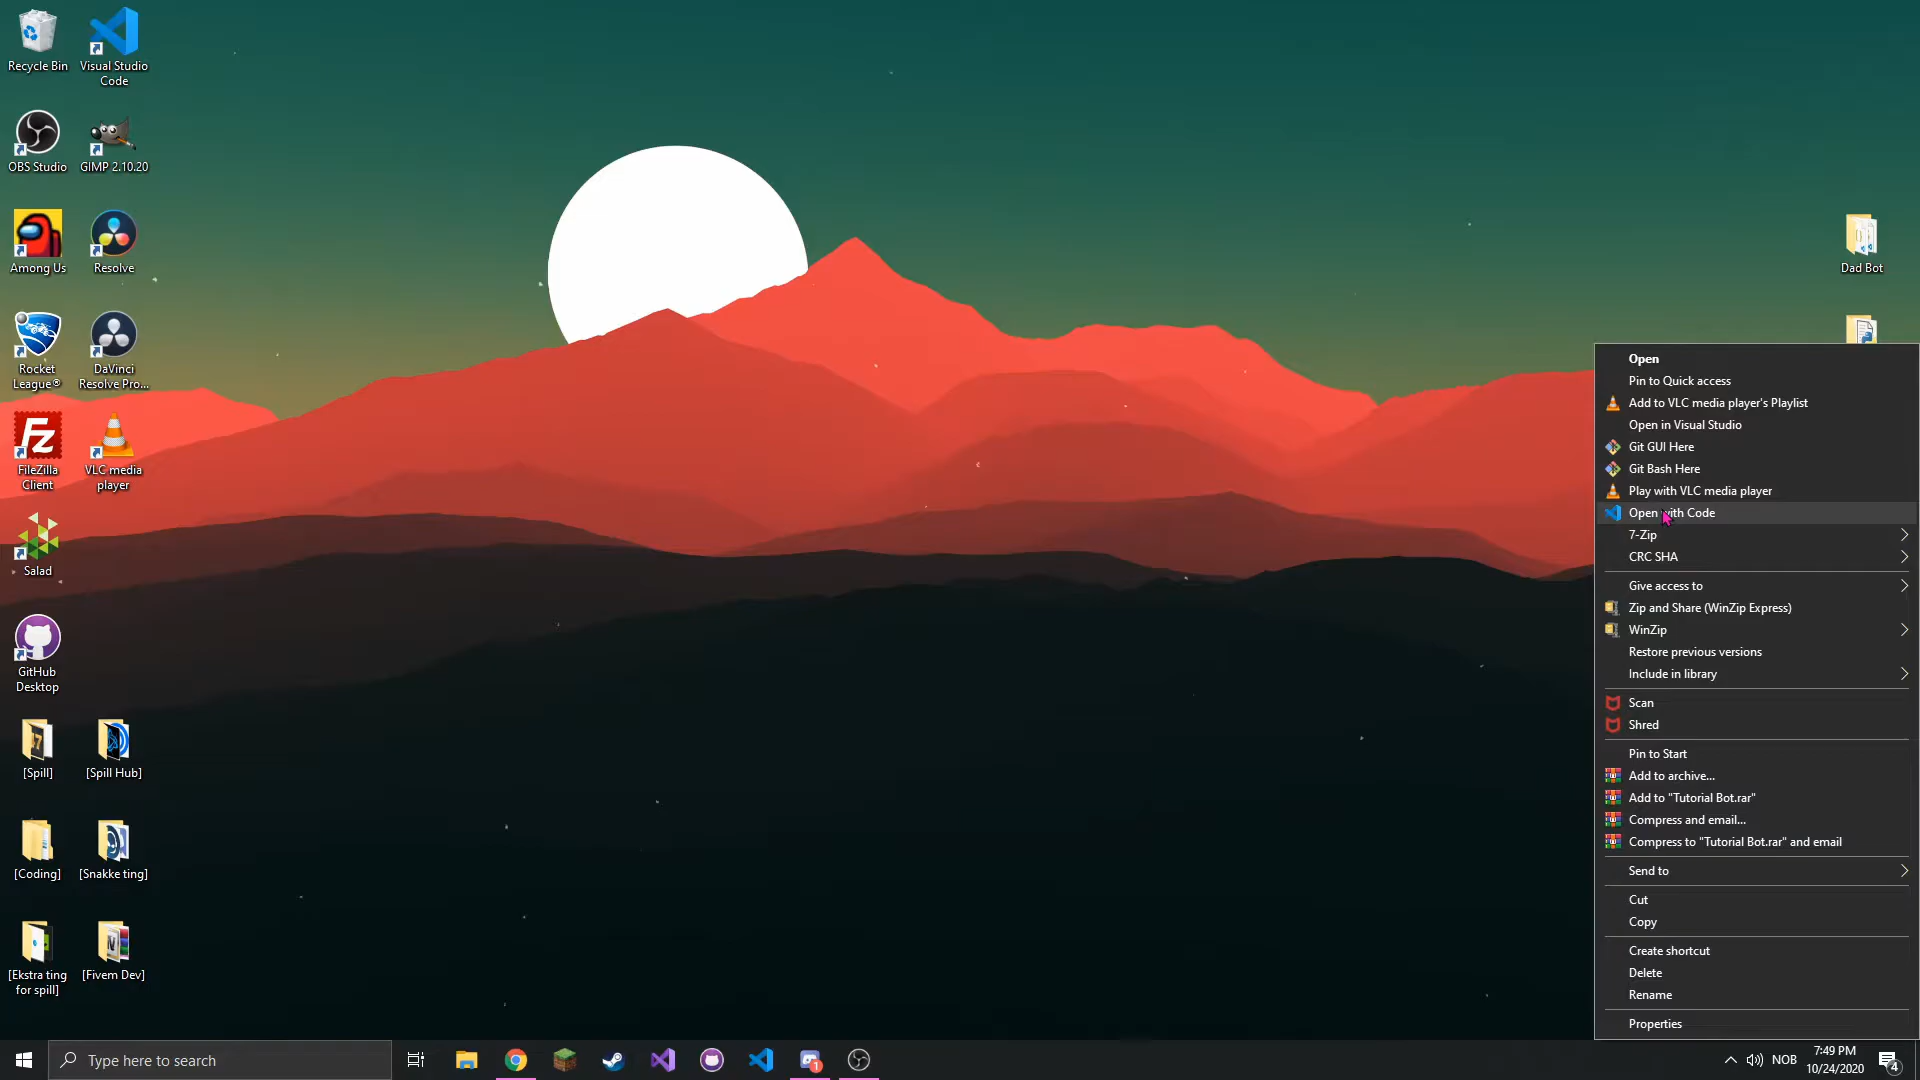 Recycle Bin
Visual Studio
Code
OBS Studio
GIMP 2.10.20
Among Us
Resolve
Rocket
League®
DaVinci
Resolve Pro...
FileZilla
Client
VLC media
player
Salad
GitHub
Desktop
[Spill]
[Spill Hub]
[Coding]
[Snakke ting]
[Ekstra ting
for spill]
[Fivem Dev]
Dad Bot
Open
Pin to Quick access
Add to VLC media player's Playlist
Open in Visual Studio
Git GUI Here
Git Bash Here
Play with VLC media player
Open with Code
7-Zip
CRC SHA
Give access to
Zip and Share (WinZip Express)
WinZip
Restore previous versions
Include in library
Scan
Shred
Pin to Start
Add to archive...
Add to "Tutorial Bot.rar"
Compress and email...
Compress to "Tutorial Bot.rar" and email
Send to
Cut
Copy
Create shortcut
Delete
Rename
Properties
Type here to search
1
NOB
7:49 PM
10/24/2020
4